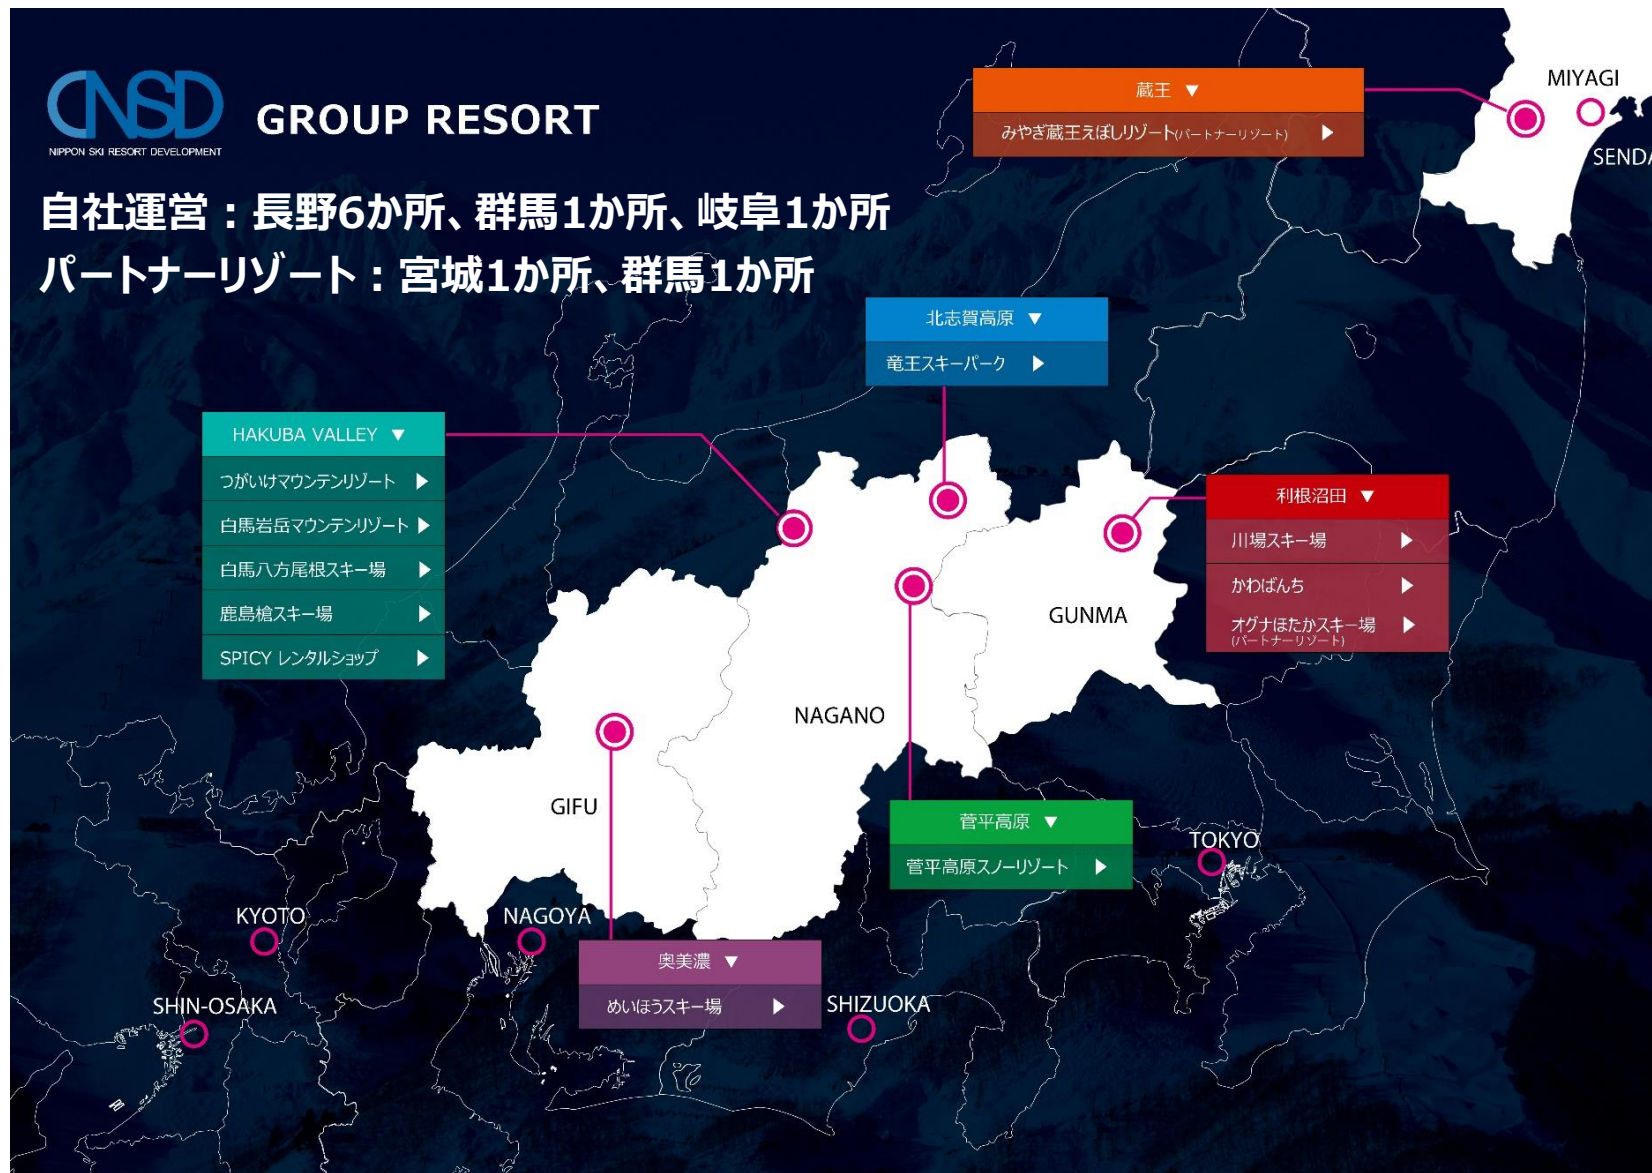 NSD
NIPPON SKI RESORT DEVELOPMENT
GROUP RESORT
自社運営：長野6か所、群馬1か所、岐阜1か所
パートナーリゾート：宮城1か所、群馬1か所
蔵王 ▼
みやぎ蔵王えぼしリゾート(パートナーリゾート) ▶
MIYAGI
SENDA
北志賀高原 ▼
竜王スキーパーク ▶
HAKUBA VALLEY ▼
つがいけマウンテンリゾート ▶
白馬岩岳マウンテンリゾート ▶
白馬八方尾根スキー場 ▶
鹿島槍スキー場 ▶
SPICY レンタルショップ ▶
利根沼田 ▼
川場スキー場 ▶
かわばんち ▶
オグナほたかスキー場 ▶
(パートナーリゾート)
GUNMA
NAGANO
GIFU
菅平高原 ▼
菅平高原スノーリゾート ▶
TOKYO
KYOTO
NAGOYA
奥美濃 ▼
めいほうスキー場 ▶
SHIN-OSAKA
SHIZUOKA